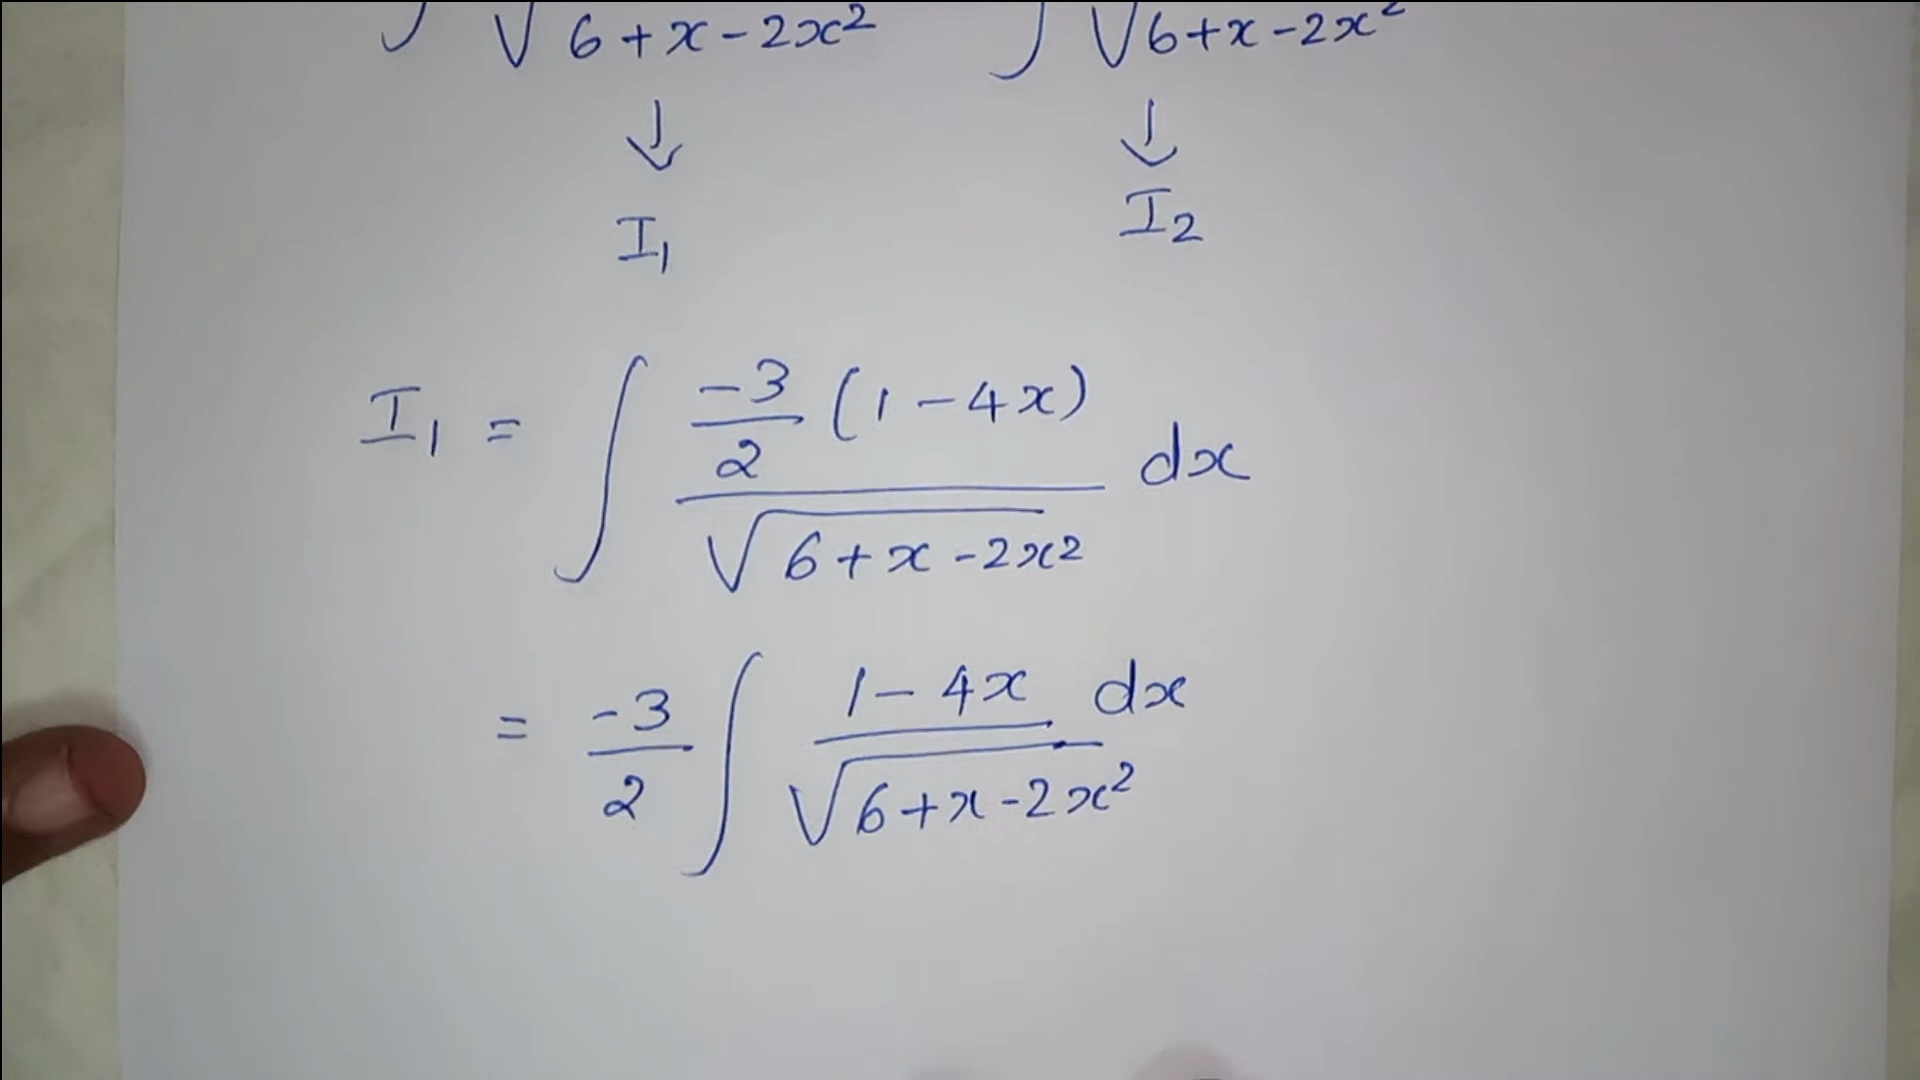 ∫ √6+x-2x² ∫ √6+x-2x²
↓ ↓
I₁ I₂
I₁ = ∫ -3/2 (1-4x) / √6+x-2x² dx
= -3/2 ∫ 1-4x / √6+x-2x² dx